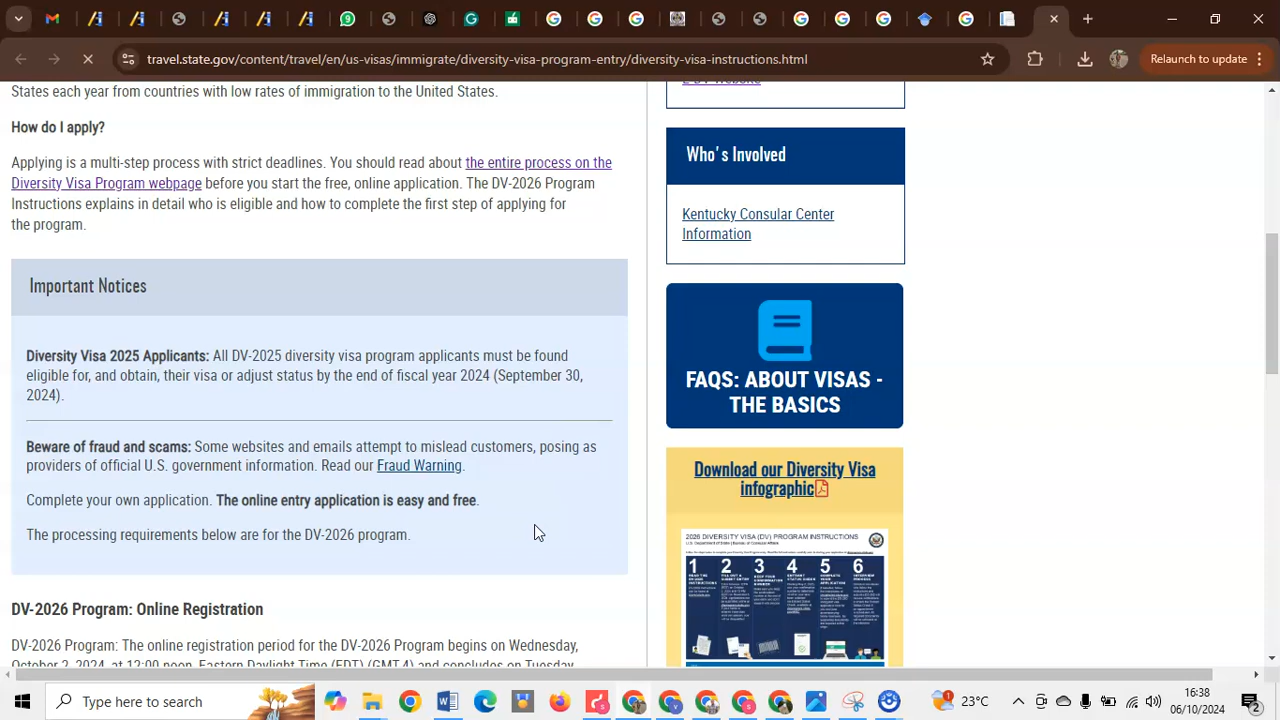 travel.state.gov/content/travel/en/us-visas/immigrate/diversity-visa-program-entry/diversity-visa-instructions.html
Relaunch to update
States each year from countries with low rates of immigration to the United States.
How do I apply?
Applying is multi-step process with strict deadlines. You should read about the entire process on the
Diversity Visa Program webpage before you start the free, online application. The DV-2026 Program
Instructions explains in detail who is eligible and how to complete the first step of applying for
the program.
Important Notices
Diversity Visa 2025 Applicants: All DV-2025 diversity visa program applicants must be found
eligible for, and obtain, their visa or adjust status by the end of fiscal year 2024 (September 30,
2024).
Beware of fraud and scams: Some websites and emails attempt to mislead customers, posing as
providers of official U.S. government information. Read our Fraud Warning.
Complete your own application. The online entry application is easy and free.
The processing requirements below are for the DV-2026 program.
DV-2026 Program: Online Registration
DV-2026 Program: The online registration period for the DV-2026 Program begins on Wednesday,
E-DV Website
Who's Involved
Kentucky Consular Center
Information
FAQS: ABOUT VISAS -
THE BASICS
Download our Diversity Visa
infographic
2026 DIVERSITY VISA (DV) PROGRAM INSTRUCTIONS
1 2 3 4 5 6
Type here to search
23°C
6:38
06/10/2024
2